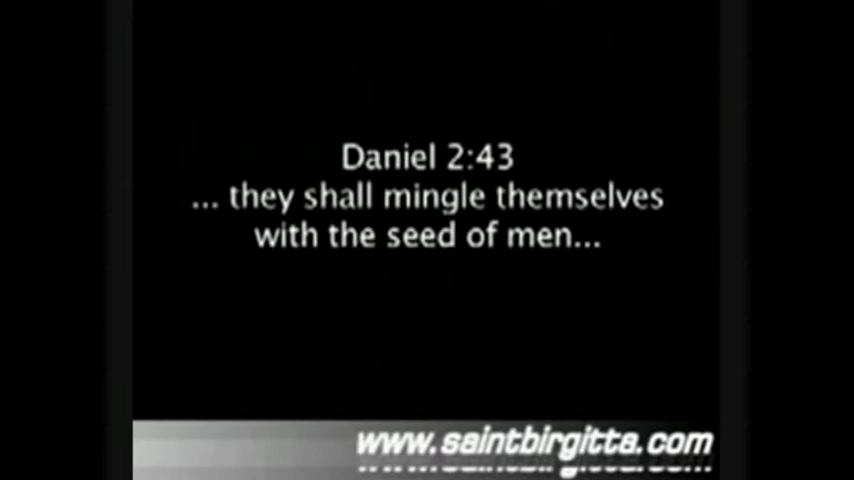 Daniel 2:43
... they shall mingle themselves
with the seed of men...
www.saintbirgitta.com